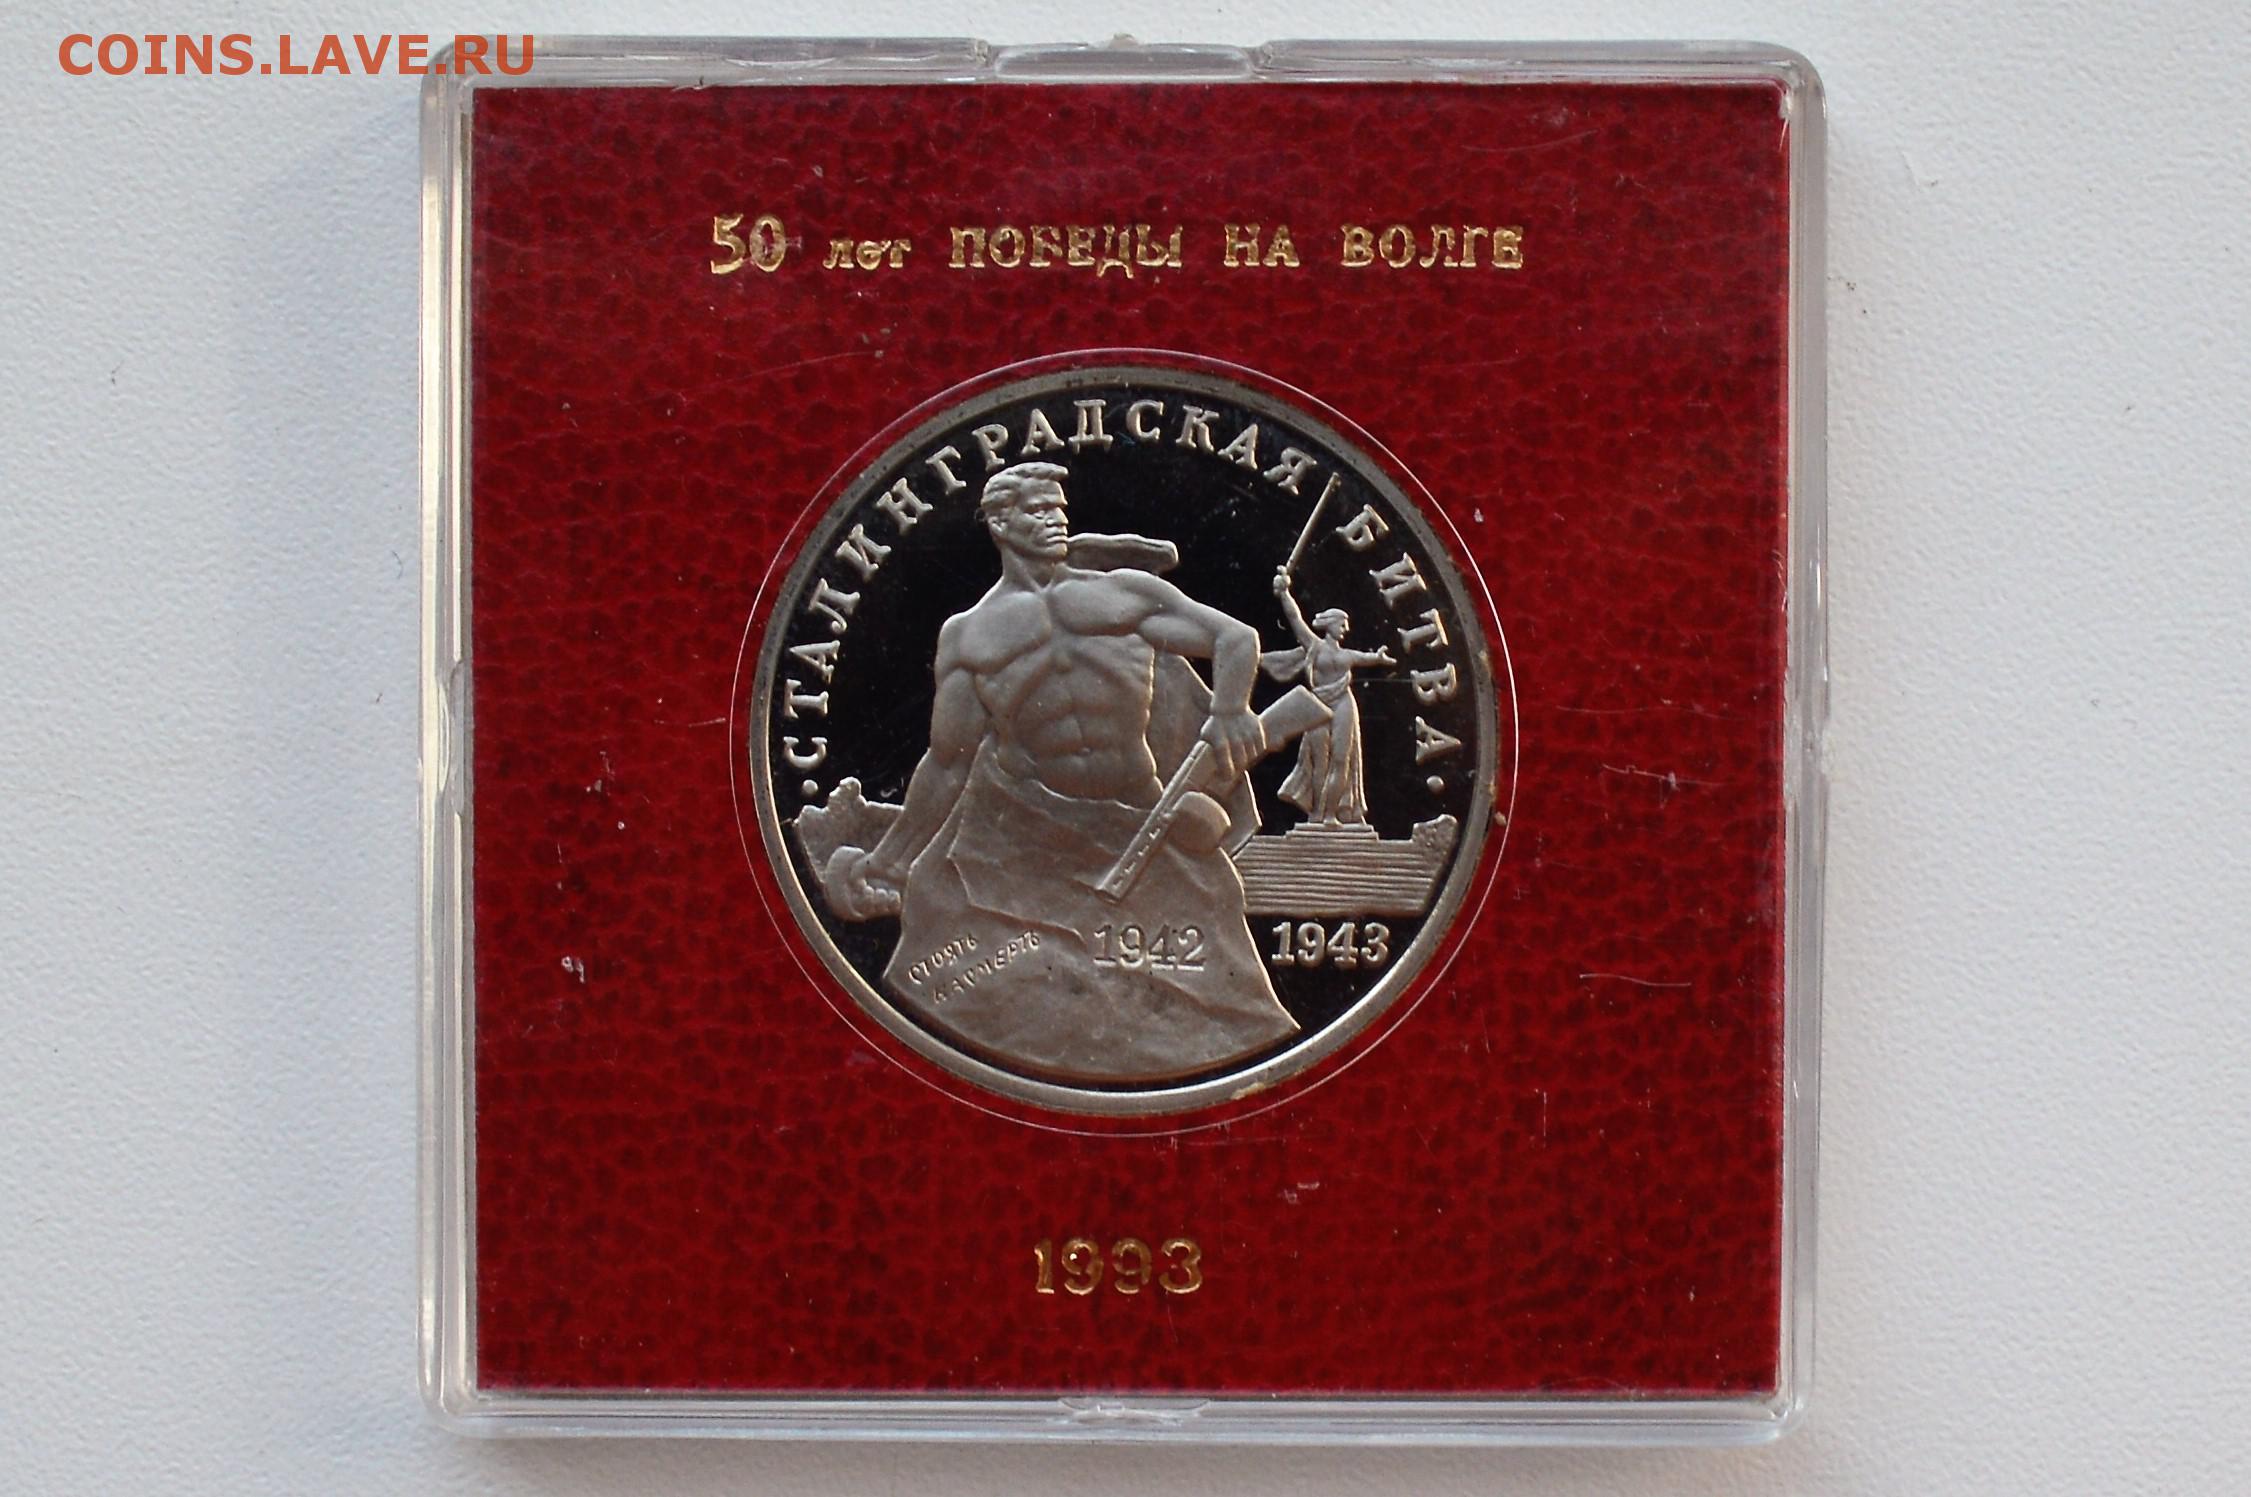 COINS.LAVE.RU
50 лет ПОБЕДЫ НА ВОЛГЕ
· СТАЛИНГРАДСКАЯ БИТВА ·
СТОЯТЬ
НАСМЕРТЬ
1942 1943
1993